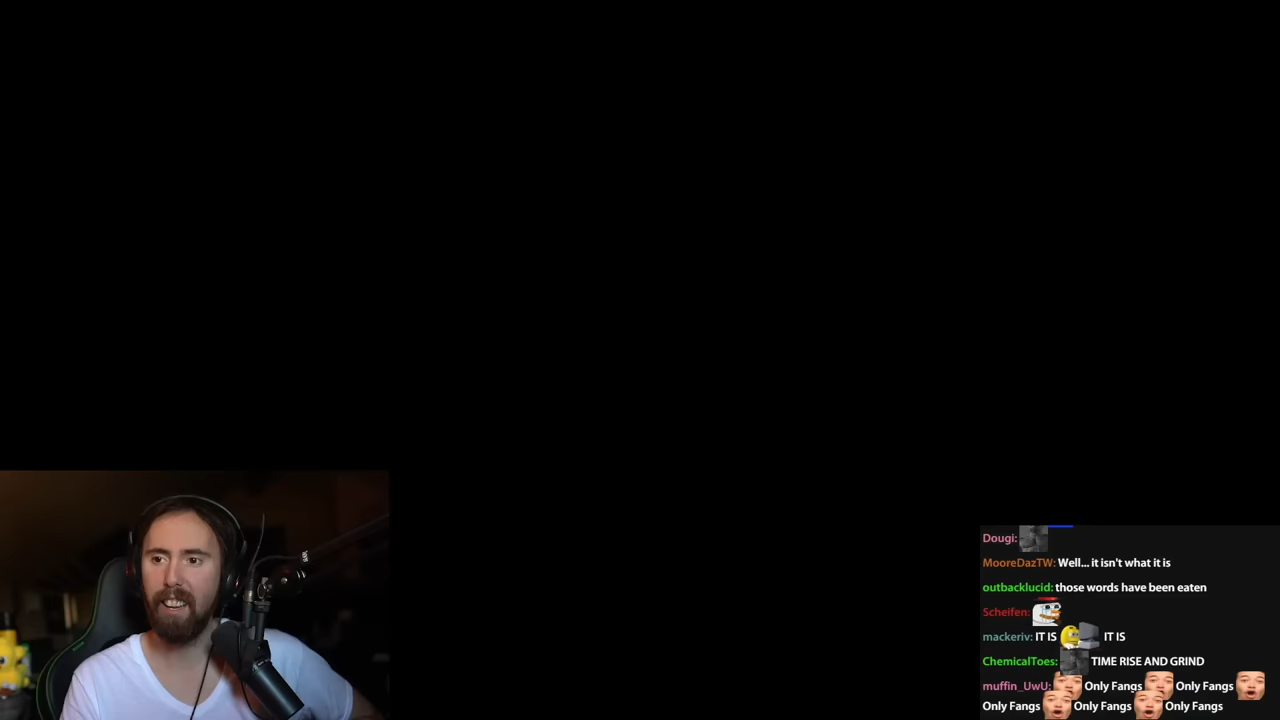 Dougi:
MooreDazTW: Well... it isn't what it is
outbacklucid: those words have been eaten
Scheifen:
mackeriv: IT IS IT IS
ChemicalToes: TIME RISE AND GRIND
muffin_UwU: Only Fangs Only Fangs
Only Fangs Only Fangs Only Fangs